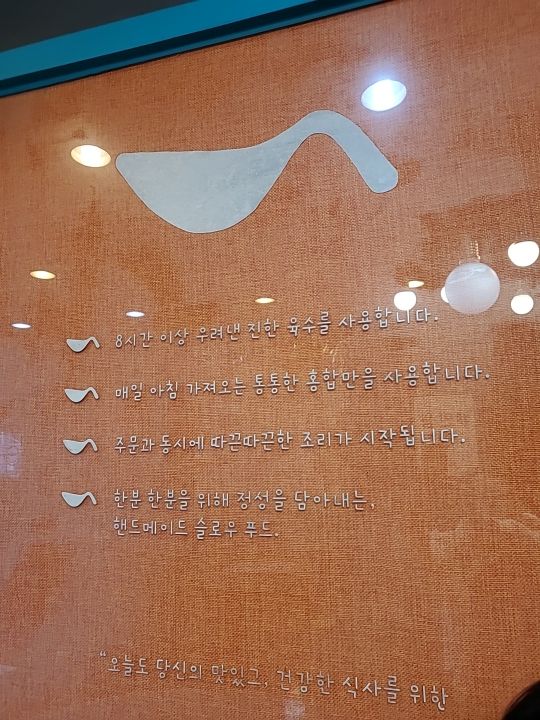 8시간 이상 우려낸 진한 육수를 사용합니다.
매일 아침 가져오는 통통한 홍합만을 사용합니다.
주문과 동시에 따끈따끈한 조리가 시작됩니다.
한분 한분을 위해 정성을 담아내는,
핸드메이드 슬로우 푸드.
"오늘도 당신의 맛있고, 건강한 식사를 위한